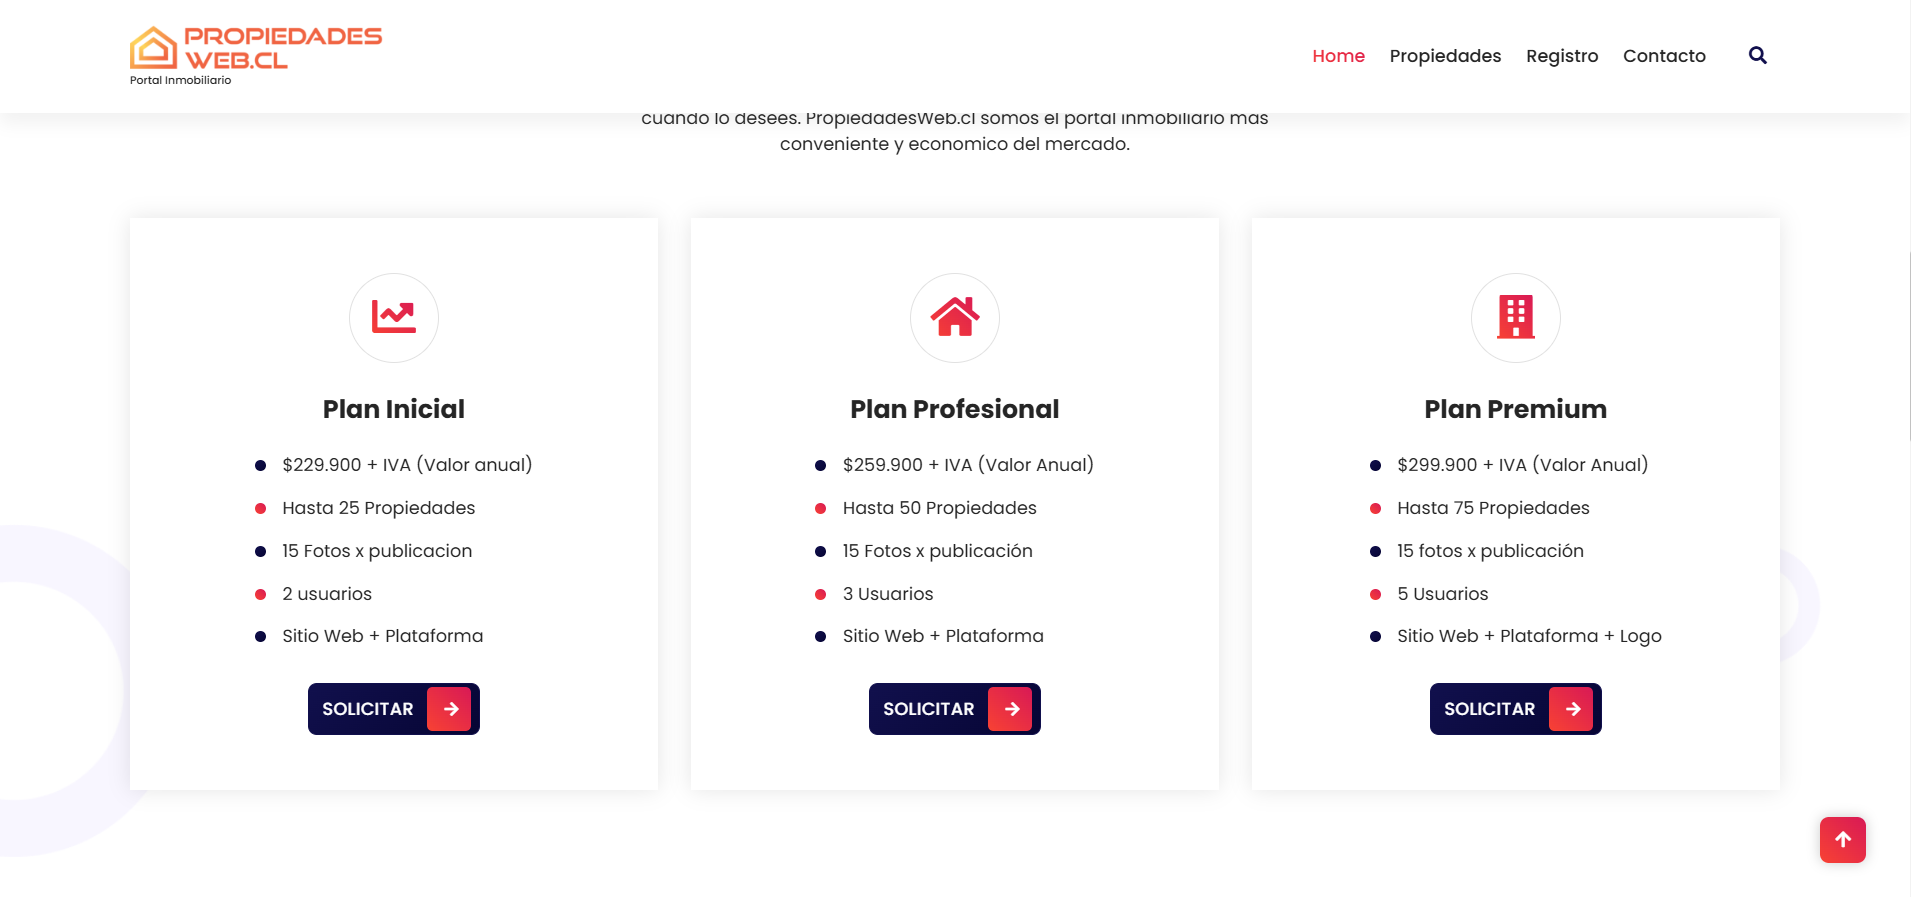 PROPIEDADES
WEB.CL
Portal Inmobiliario
Home Propiedades Registro Contacto
cuando lo desees. PropiedadesWeb.cl somos el portal inmobiliario mas
conveniente y economico del mercado.
Plan Inicial
$229.900 + IVA (Valor anual)
Hasta 25 Propiedades
15 Fotos x publicacion
2 usuarios
Sitio Web + Plataforma
SOLICITAR
Plan Profesional
$259.900 + IVA (Valor Anual)
Hasta 50 Propiedades
15 Fotos x publicación
3 Usuarios
Sitio Web + Plataforma
SOLICITAR
Plan Premium
$299.900 + IVA (Valor Anual)
Hasta 75 Propiedades
15 fotos x publicación
5 Usuarios
Sitio Web + Plataforma + Logo
SOLICITAR